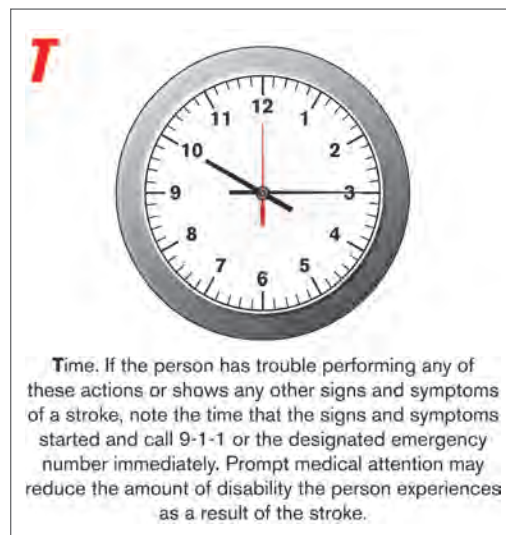 T
12
11
1
10
2
9
3
8
4
7
5
6
Time. If the person has trouble performing any of
these actions or shows any other signs and symptoms
of a stroke, note the time that the signs and symptoms
started and call 9-1-1 or the designated emergency
number immediately. Prompt medical attention may
reduce the amount of disability the person experiences
as a result of the stroke.